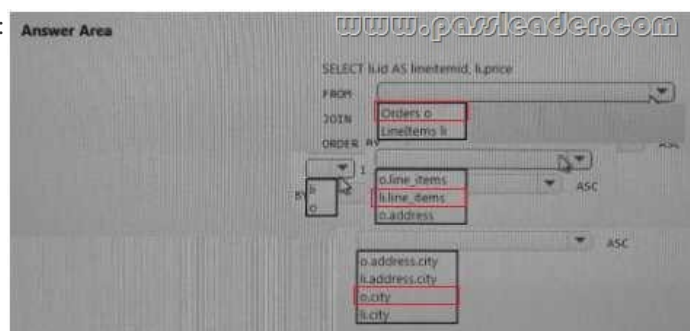 :
Answer Area
www.passleader.com
SELECT li.id AS lineitemid, li.price
FROM
Orders o
JOIN
LineItems li
ORDER
ASC
o.line_items
li
li.line_items
ASC
o
o.address
ASC
o.address.city
li.address.city
o.city
li.city